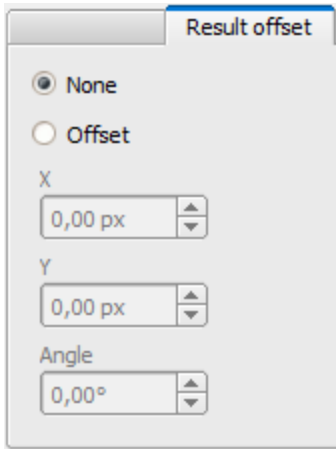 Result offset
None
Offset
X
0,00 px
Y
0,00 px
Angle
0,00°